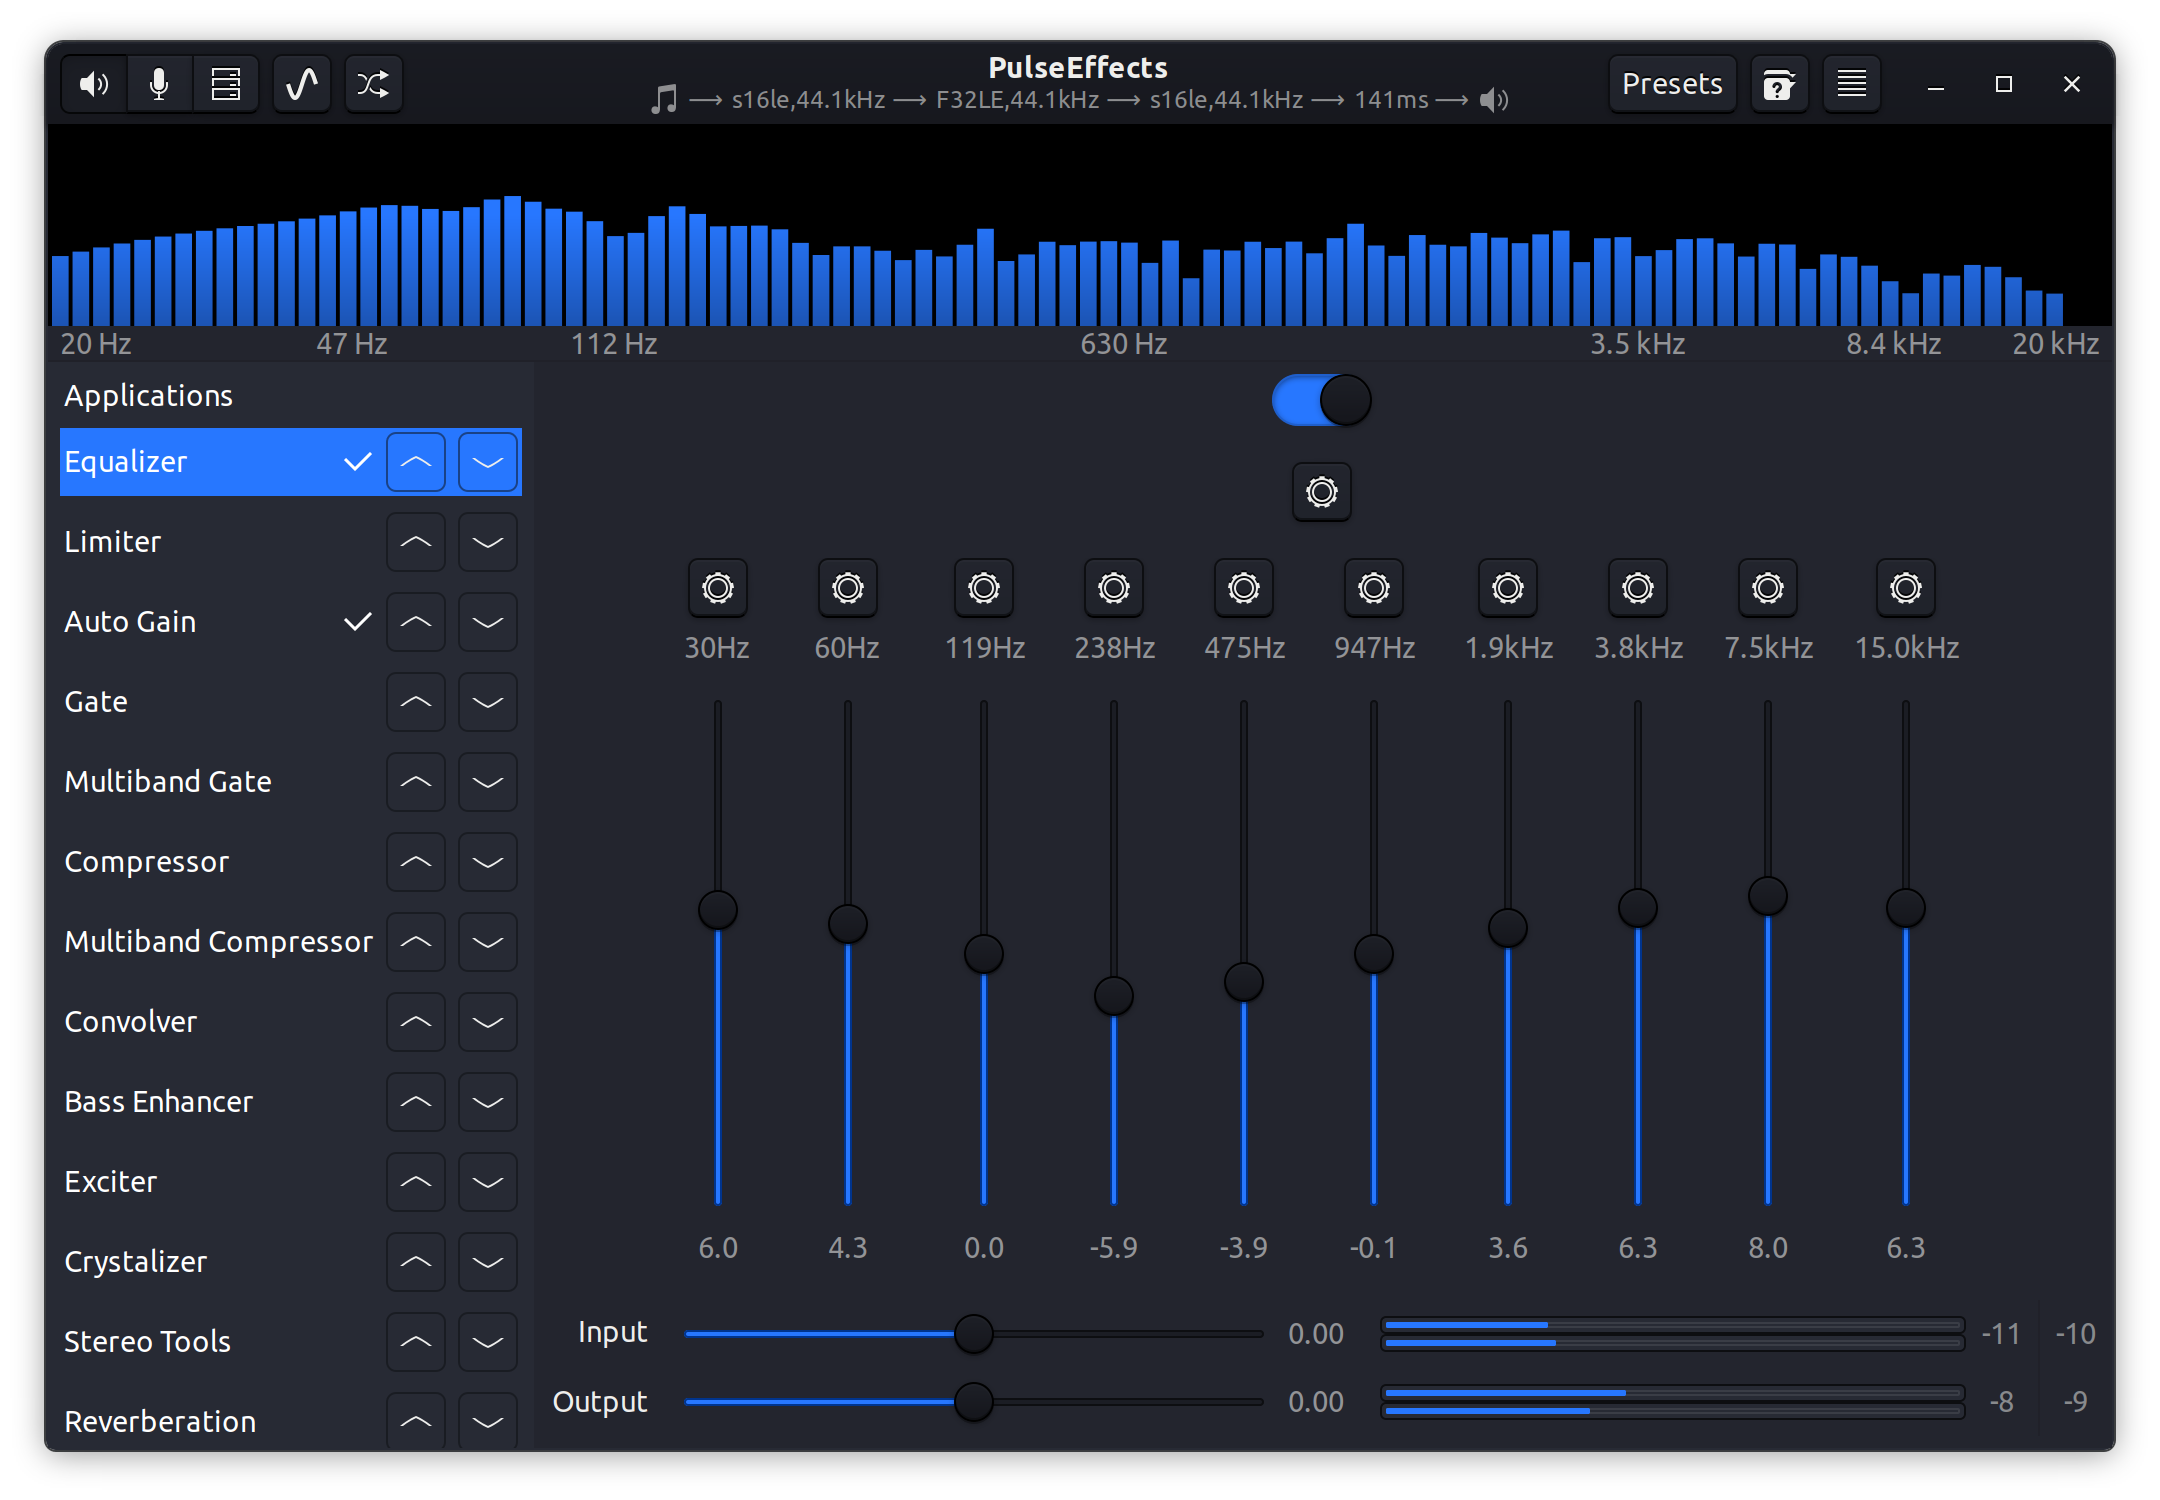 PulseEffects
⟶ s16le,44.1kHz ⟶ F32LE,44.1kHz ⟶ s16le,44.1kHz ⟶ 141ms ⟶
Presets
20 Hz 47 Hz 112 Hz 630 Hz 3.5 kHz 8.4 kHz 20 kHz
Applications
Equalizer
Limiter
Auto Gain
Gate
Multiband Gate
Compressor
Multiband Compressor
Convolver
Bass Enhancer
Exciter
Crystalizer
Stereo Tools
Reverberation
30Hz 60Hz 119Hz 238Hz 475Hz 947Hz 1.9kHz 3.8kHz 7.5kHz 15.0kHz
6.0 4.3 0.0 -5.9 -3.9 -0.1 3.6 6.3 8.0 6.3
Input 0.00 -11 -10
Output 0.00 -8 -9